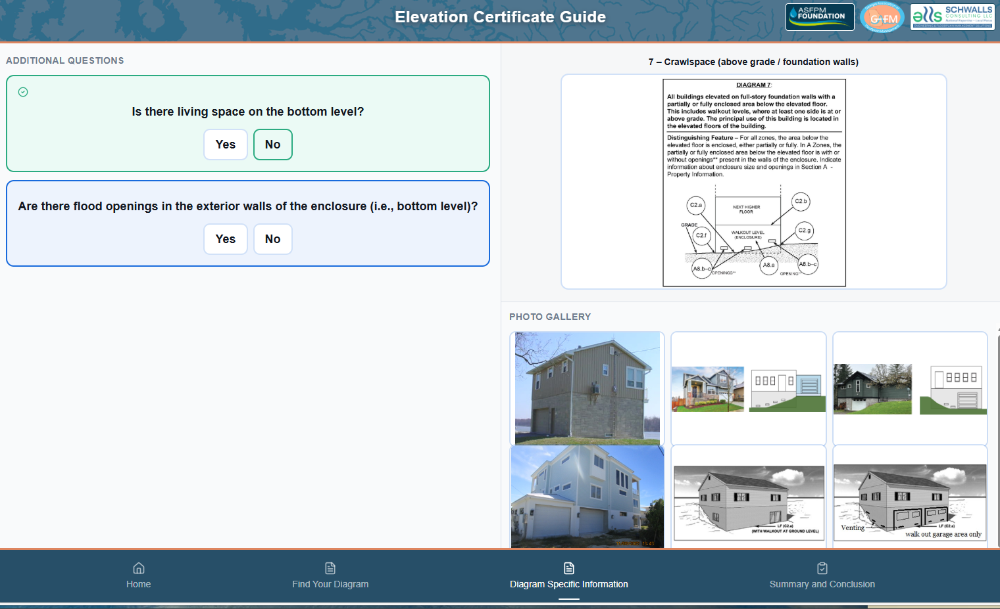 Elevation Certificate Guide
ASFPM
FOUNDATION
GAFM
SCHWALLS
CONSULTING LLC
ADDITIONAL QUESTIONS
Is there living space on the bottom level?
Yes No
Are there flood openings in the exterior walls of the enclosure (i.e., bottom level)?
Yes No
7 – Crawlspace (above grade / foundation walls)
DIAGRAM 7:
All buildings elevated on full-story foundation walls with a
partially or fully enclosed area below the elevated floor.
This includes walkout levels, where at least one side is at or
above grade. The principal use of this building is located in
the elevated floors of the building.
Distinguishing Feature – For all zones, the area below the
elevated floor is enclosed, either partially or fully. In A Zones, the
partially or fully enclosed area below the elevated floor is with or
without openings** present in the walls of the enclosure. Indicate
information about enclosure size and openings in Section A -
Property Information.
C2.a
C2.b
NEXT HIGHER
FLOOR
GRADE
C2.f
WALKOUT LEVEL
(ENCLOSURE)
C2.g
A8.b–c
OPENINGS**
A8.a
OPENING**
A8.b–c
PHOTO GALLERY
LF (C2.a)
(WITH WALKOUT AT GROUND LEVEL)
Venting
LF (C2.a)
walk out garage area only
Home
Find Your Diagram
Diagram Specific Information
Summary and Conclusion